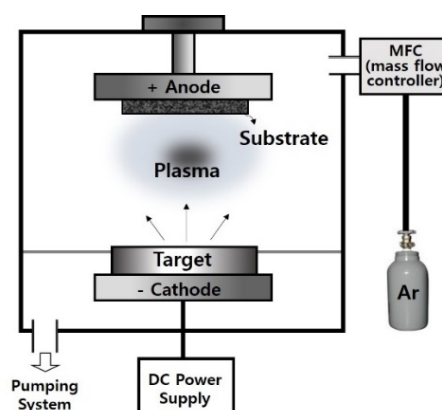 MFC
(mass flow
controller)
+ Anode
Substrate
Plasma
Target
- Cathode
Ar
Pumping
System
DC Power
Supply